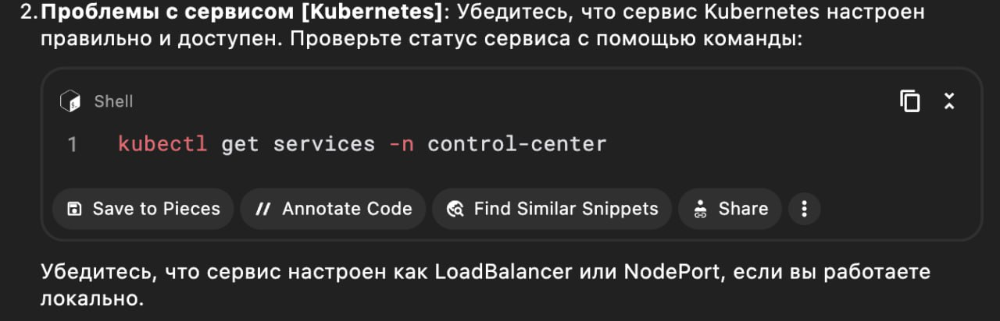 2. Проблемы с сервисом [Kubernetes]: Убедитесь, что сервис Kubernetes настроен
правильно и доступен. Проверьте статус сервиса с помощью команды:
Shell
1 kubectl get services -n control-center
Save to Pieces // Annotate Code Find Similar Snippets Share
Убедитесь, что сервис настроен как LoadBalancer или NodePort, если вы работаете
локально.